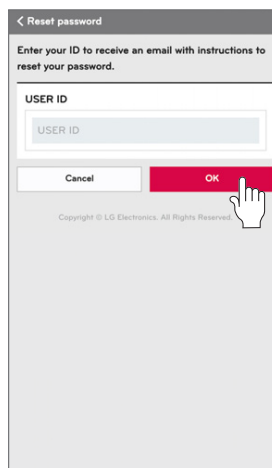 Reset password
Enter your ID to receive an email with instructions to
reset your password.
USER ID
USER ID
Cancel OK
Copyright © LG Electronics. All Rights Reserved.